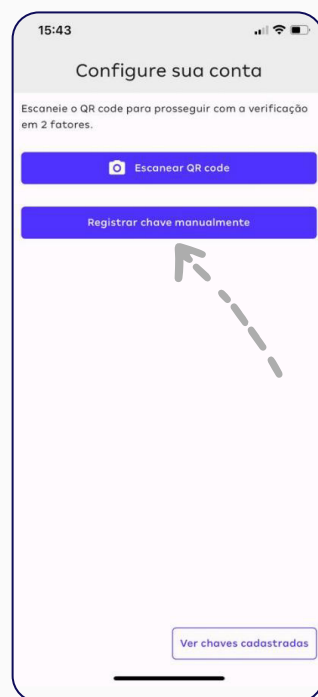 15:43
Configure sua conta
Escaneie o QR code para prosseguir com a verificação
em 2 fatores.
Escanear QR code
Registrar chave manualmente
Ver chaves cadastradas